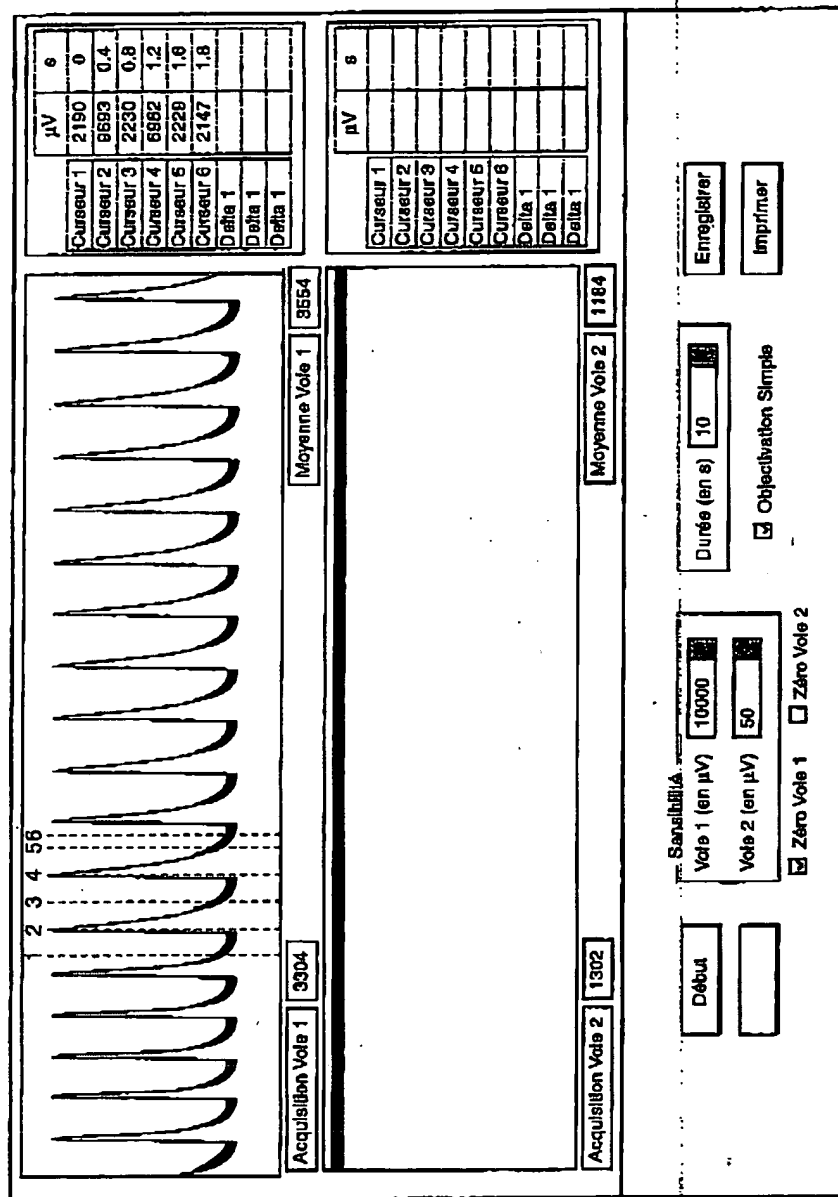 1 2 3 4 56
µV s
Curseur 1 2190 0
Curseur 2 9693 0.4
Curseur 3 2230 0.8
Curseur 4 6962 1.2
Curseur 5 2229 1.6
Curseur 6 2147 1.8
Delta 1
Delta 1
Delta 1
Acquisition Voie 1 3304 Moyenne Voie 1 3554
µV s
Curseur 1
Curseur 2
Curseur 3
Curseur 4
Curseur 5
Curseur 6
Delta 1
Delta 1
Delta 1
Acquisition Voie 2 1302 Moyenne Voie 2 1184
Début
Sensibilité
Voie 1 (en µV) 10000
Voie 2 (en µV) 50
Zéro Voie 1 Zéro Voie 2
Durée (en s) 10
Objectivation Simple
Enregistrer
Imprimer